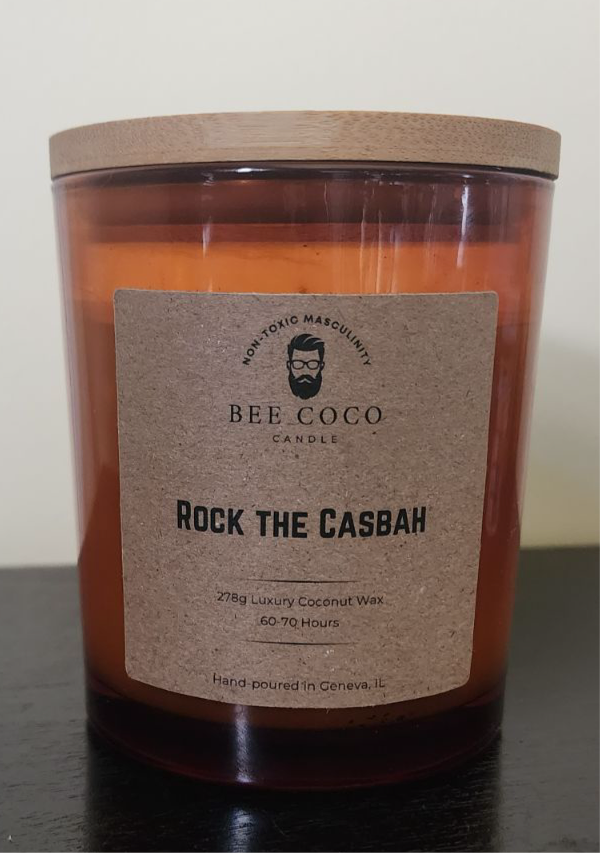 NON-TOXIC MASCULINITY
BEE COCO
CANDLE
ROCK THE CASBAH
278g Luxury Coconut Wax
60-70 Hours
Hand-poured in Geneva, IL